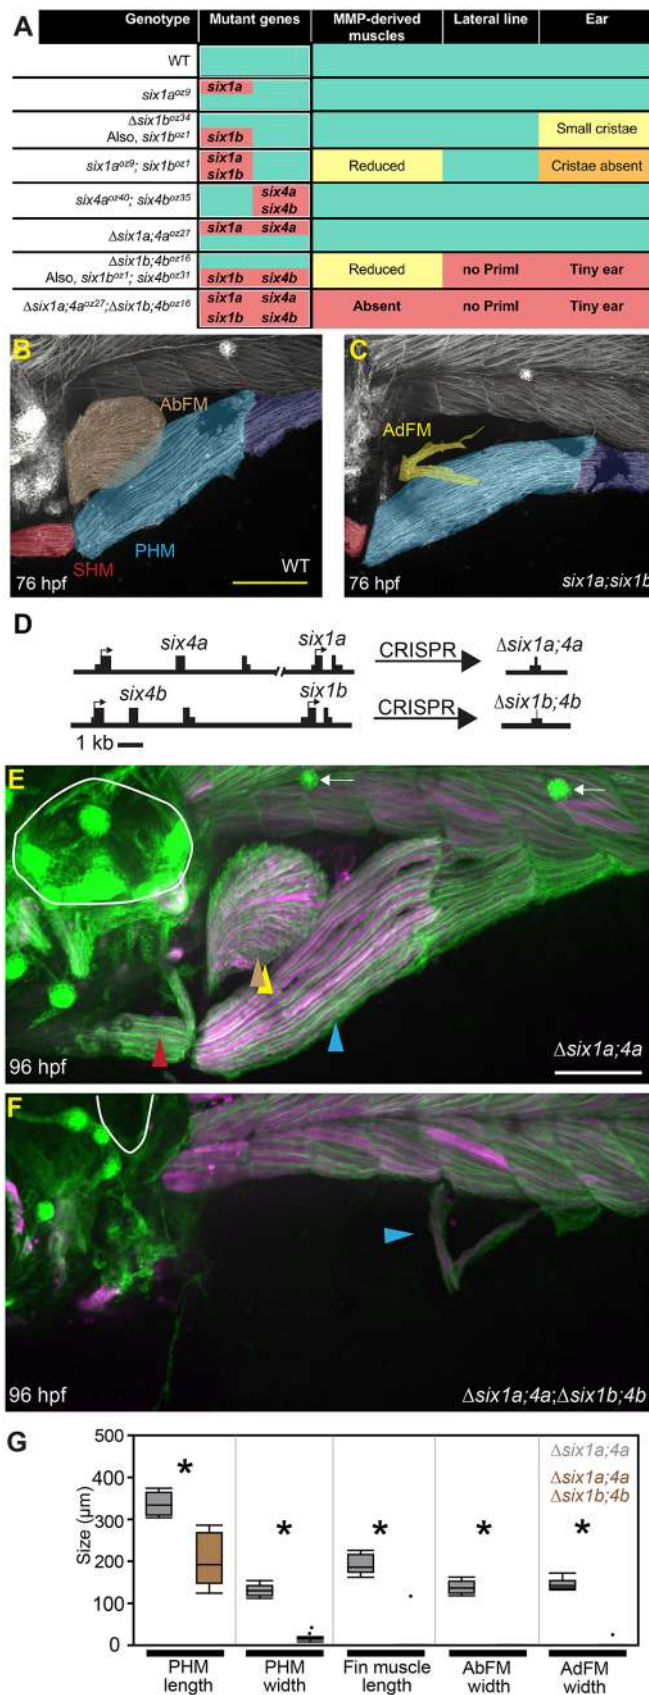 A Genotype Mutant genes MMP-derived muscles Lateral line Ear
WT
six1a^oz9 six1a
Δsix1b^oz34
Also, six1b^oz1 six1b Small cristae
six1a^oz9; six1b^oz1 six1a six1b Reduced Cristae absent
six4a^oz40; six4b^oz35 six4a six4b
Δsix1a;4a^oz27 six1a six4a
Δsix1b;4b^oz16
Also, six1b^oz1; six4b^oz31 six1b six4b Reduced no PrimI Tiny ear
Δsix1a;4a^oz27;Δsix1b;4b^oz16 six1a six4a six1b six4b Absent no PrimI Tiny ear
B
AbFM
PHM
SHM
WT
76 hpf
C
AdFM
76 hpf
six1a;six1b
D
six4a six1a CRISPR Δsix1a;4a
six4b six1b CRISPR Δsix1b;4b
1 kb
E
96 hpf
Δsix1a;4a
F
96 hpf
Δsix1a;4a;Δsix1b;4b
G
Size (µm)
500
400
300
200
100
0
* * * * *
Δsix1a;4a
Δsix1a;4a
Δsix1b;4b
PHM length
PHM width
Fin muscle length
AbFM width
AdFM width